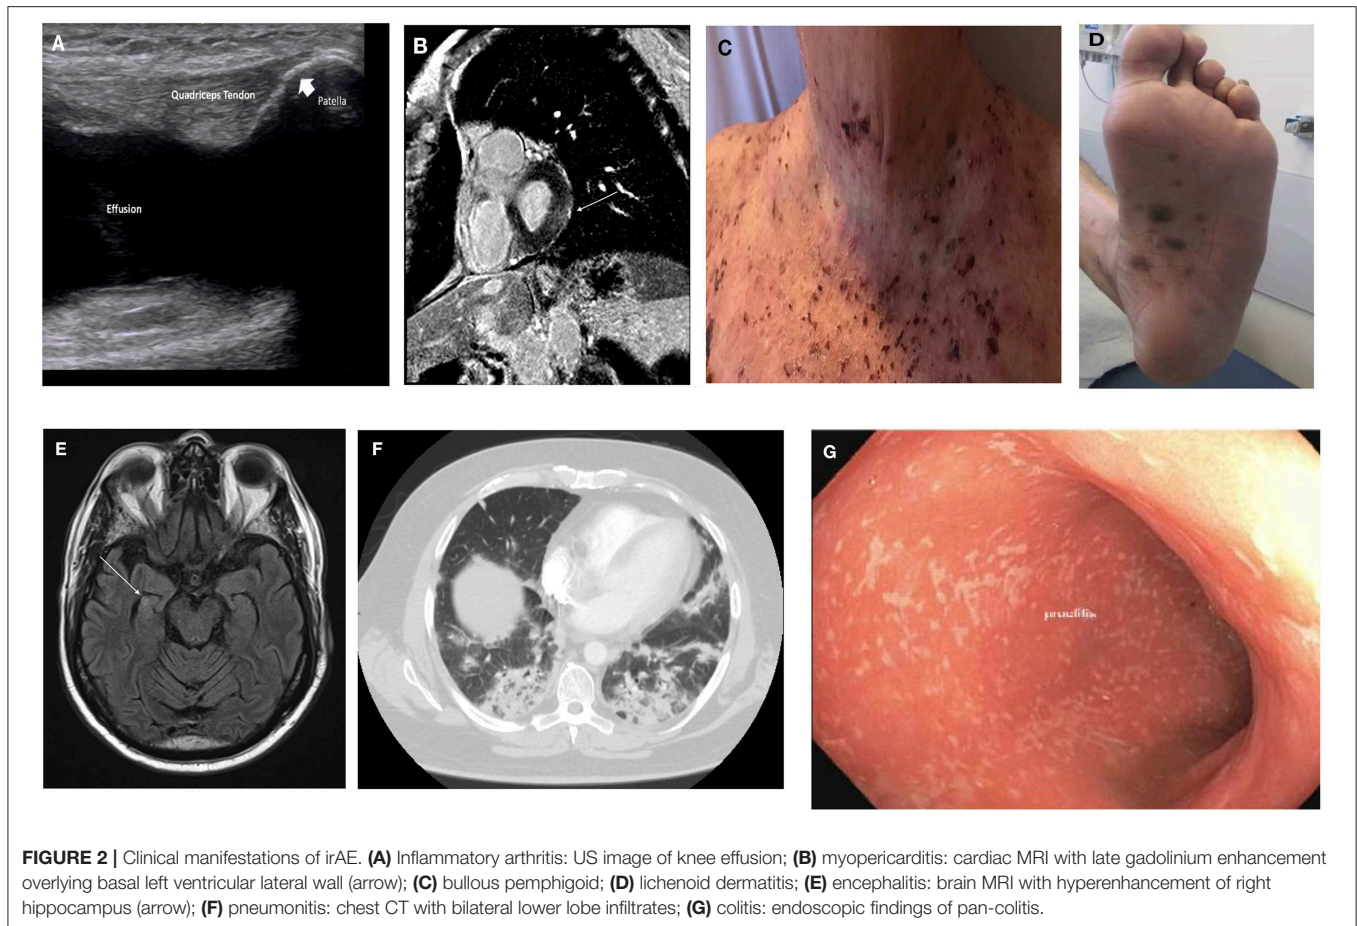 A
Quadriceps Tendon
Patella
Effusion
B
C
D
E
F
G
FIGURE 2 | Clinical manifestations of irAE. (A) Inflammatory arthritis: US image of knee effusion; (B) myopericarditis: cardiac MRI with late gadolinium enhancement
overlying basal left ventricular lateral wall (arrow); (C) bullous pemphigoid; (D) lichenoid dermatitis; (E) encephalitis: brain MRI with hyperenhancement of right
hippocampus (arrow); (F) pneumonitis: chest CT with bilateral lower lobe infiltrates; (G) colitis: endoscopic findings of pan-colitis.